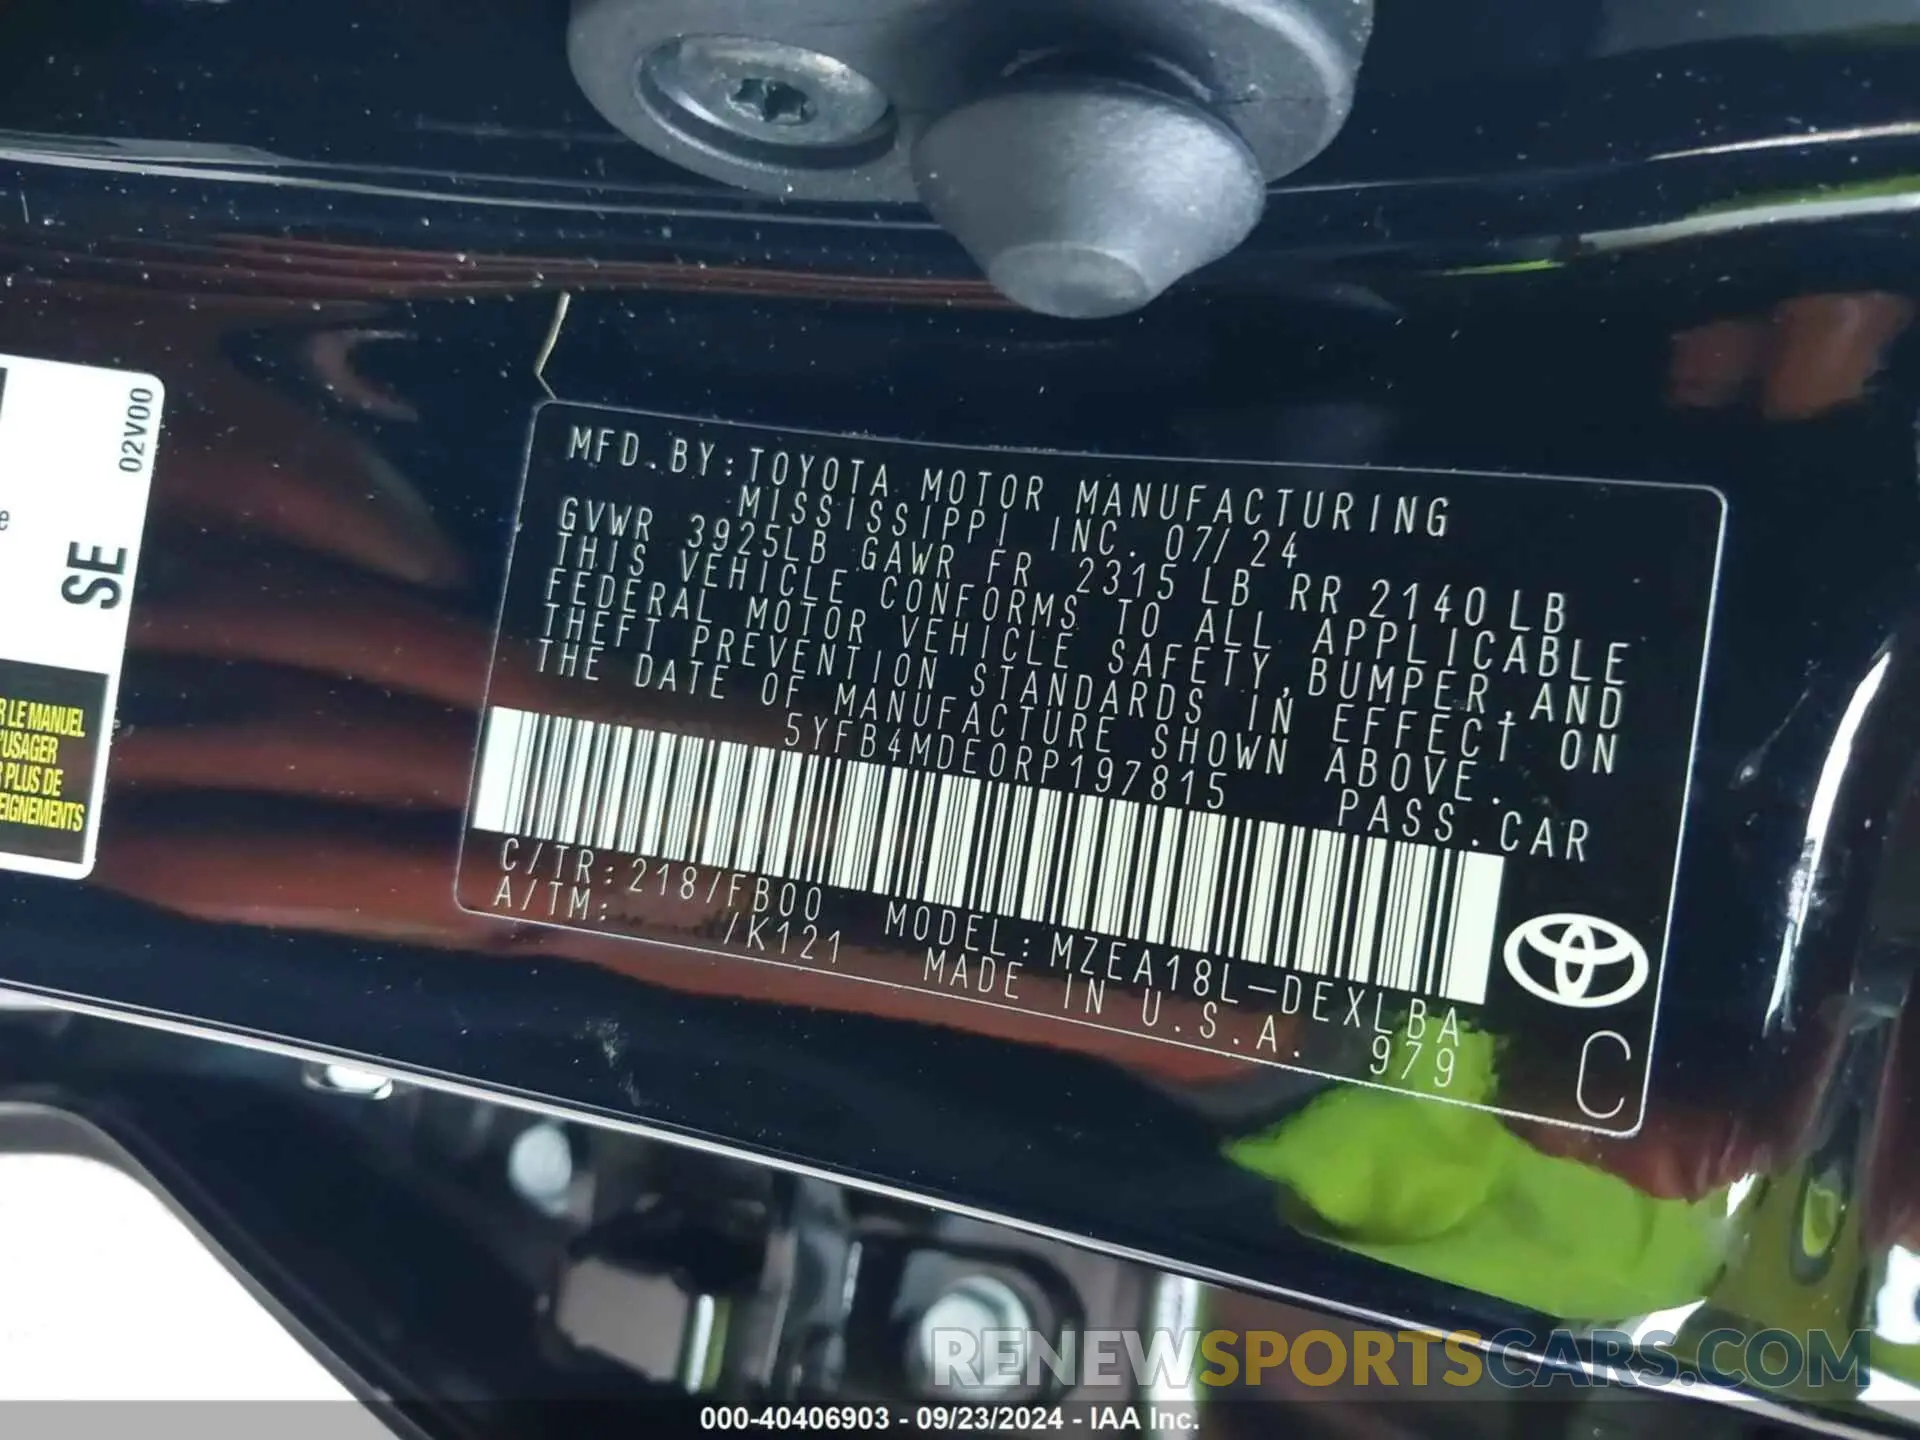 02V00
e
SE
R LE MANUEL
'USAGER
R PLUS DE
EIGNEMENTS
MFD.BY:TOYOTA MOTOR MANUFACTURING
MISSISSIPPI INC. 07/24
GVWR 3925LB GAWR FR 2315LB RR 2140LB
THIS VEHICLE CONFORMS TO ALL APPLICABLE
FEDERAL MOTOR VEHICLE SAFETY,BUMPER,AND
THEFT PREVENTION STANDARDS IN EFFECT ON
THE DATE OF MANUFACTURE SHOWN ABOVE.
5YFB4MDE0RP197815 PASS.CAR
C/TR:218/FB00 MODEL:MZEA18L-DEXLBA
A/TM: /K121 MADE IN U.S.A. 979
C
RENEWSPORTSCARS.COM
000-40406903 - 09/23/2024 - IAA Inc.